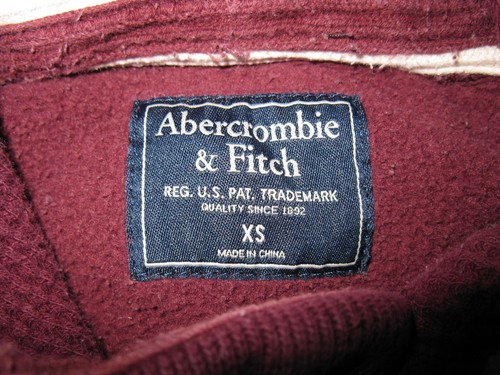 Abercrombie
& Fitch
REG. U.S. PAT. TRADEMARK
QUALITY SINCE 1892
XS
MADE IN CHINA